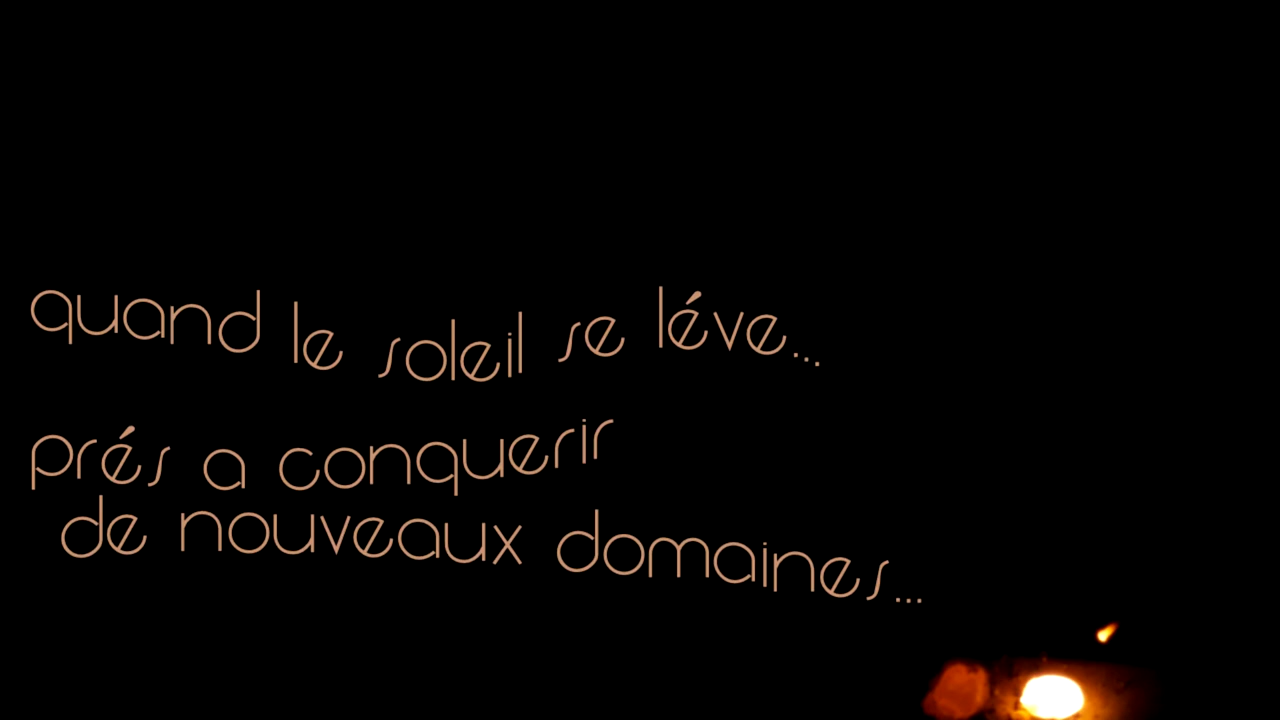 quand le soleil se léve...
prés a conquerir
de nouveaux domaines...